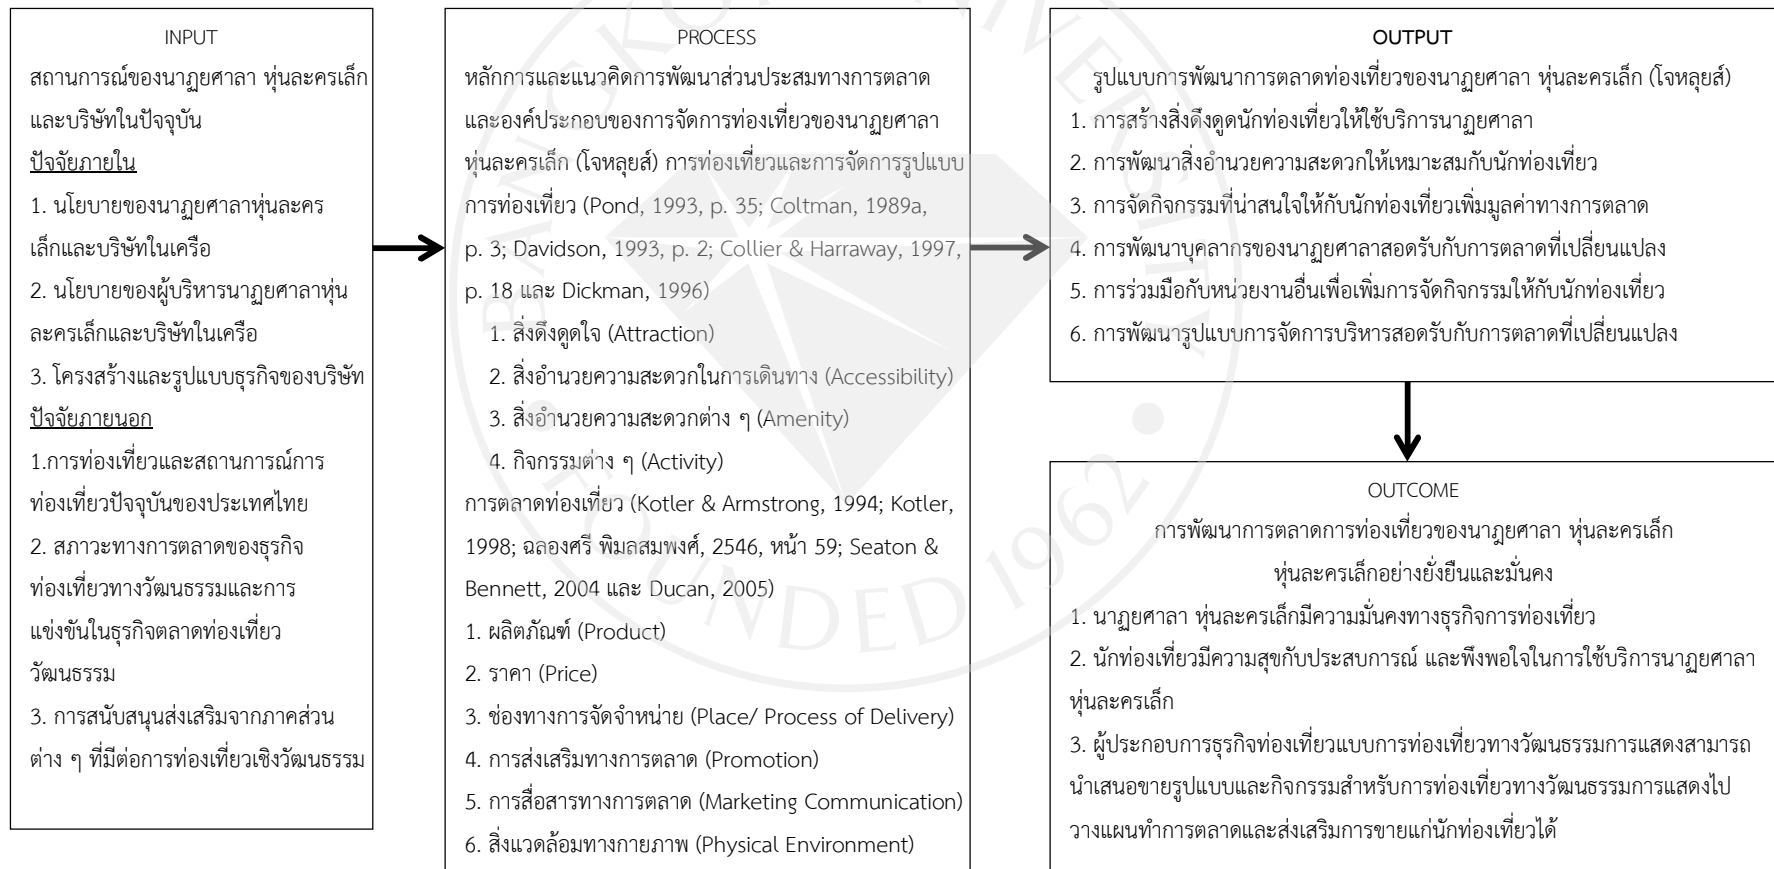 INPUT
สถานการณ์ของนาฏยศาลา หุ่นละครเล็ก
และบริษัทในปัจจุบัน
ปัจจัยภายใน
1. นโยบายของนาฏยศาลาหุ่นละคร
เล็กและบริษัทในเครือ
2. นโยบายของผู้บริหารนาฏยศาลาหุ่น
ละครเล็กและบริษัทในเครือ
3. โครงสร้างและรูปแบบธุรกิจของบริษัท
ปัจจัยภายนอก
1.การท่องเที่ยวและสถานการณ์การ
ท่องเที่ยวปัจจุบันของประเทศไทย
2. สภาวะทางการตลาดของธุรกิจ
ท่องเที่ยวทางวัฒนธรรมและการ
แข่งขันในธุรกิจตลาดท่องเที่ยว
วัฒนธรรม
3. การสนับสนุนส่งเสริมจากภาคส่วน
ต่าง ๆ ที่มีต่อการท่องเที่ยวเชิงวัฒนธรรม
PROCESS
หลักการและแนวคิดการพัฒนาส่วนประสมทางการตลาด
และองค์ประกอบของการจัดการท่องเที่ยวของนาฏยศาลา
หุ่นละครเล็ก (โจหลุยส์) การท่องเที่ยวและการจัดการรูปแบบ
การท่องเที่ยว (Pond, 1993, p. 35; Coltman, 1989a,
p. 3; Davidson, 1993, p. 2; Collier & Harraway, 1997,
p. 18 และ Dickman, 1996)
1. สิ่งดึงดูดใจ (Attraction)
2. สิ่งอำนวยความสะดวกในการเดินทาง (Accessibility)
3. สิ่งอำนวยความสะดวกต่าง ๆ (Amenity)
4. กิจกรรมต่าง ๆ (Activity)
การตลาดท่องเที่ยว (Kotler & Armstrong, 1994; Kotler,
1998; ฉลองศรี พิมลสมพงศ์, 2546, หน้า 59; Seaton &
Bennett, 2004 และ Ducan, 2005)
1. ผลิตภัณฑ์ (Product)
2. ราคา (Price)
3. ช่องทางการจัดจำหน่าย (Place/ Process of Delivery)
4. การส่งเสริมทางการตลาด (Promotion)
5. การสื่อสารทางการตลาด (Marketing Communication)
6. สิ่งแวดล้อมทางกายภาพ (Physical Environment)
OUTPUT
รูปแบบการพัฒนาการตลาดท่องเที่ยวของนาฏยศาลา หุ่นละครเล็ก (โจหลุยส์)
1. การสร้างสิ่งดึงดูดนักท่องเที่ยวให้ใช้บริการนาฏยศาลา
2. การพัฒนาสิ่งอำนวยความสะดวกให้เหมาะสมกับนักท่องเที่ยว
3. การจัดกิจกรรมที่น่าสนใจให้กับนักท่องเที่ยวเพิ่มมูลค่าทางการตลาด
4. การพัฒนาบุคลากรของนาฏยศาลาสอดรับกับการตลาดที่เปลี่ยนแปลง
5. การร่วมมือกับหน่วยงานอื่นเพื่อเพิ่มการจัดกิจกรรมให้กับนักท่องเที่ยว
6. การพัฒนารูปแบบการจัดการบริหารสอดรับกับการตลาดที่เปลี่ยนแปลง
OUTCOME
การพัฒนาการตลาดการท่องเที่ยวของนาฎยศาลา หุ่นละครเล็ก
หุ่นละครเล็กอย่างยั่งยืนและมั่นคง
1. นาฏยศาลา หุ่นละครเล็กมีความมั่นคงทางธุรกิจการท่องเที่ยว
2. นักท่องเที่ยวมีความสุขกับประสบการณ์ และพึงพอใจในการใช้บริการนาฏยศาลา
หุ่นละครเล็ก
3. ผู้ประกอบการธุรกิจท่องเที่ยวแบบการท่องเที่ยวทางวัฒนธรรมการแสดงสามารถ
นำเสนอขายรูปแบบและกิจกรรมสำหรับการท่องเที่ยวทางวัฒนธรรมการแสดงไป
วางแผนทำการตลาดและส่งเสริมการขายแก่นักท่องเที่ยวได้
BANGKOK UNIVERSITY
FOUNDED 1962